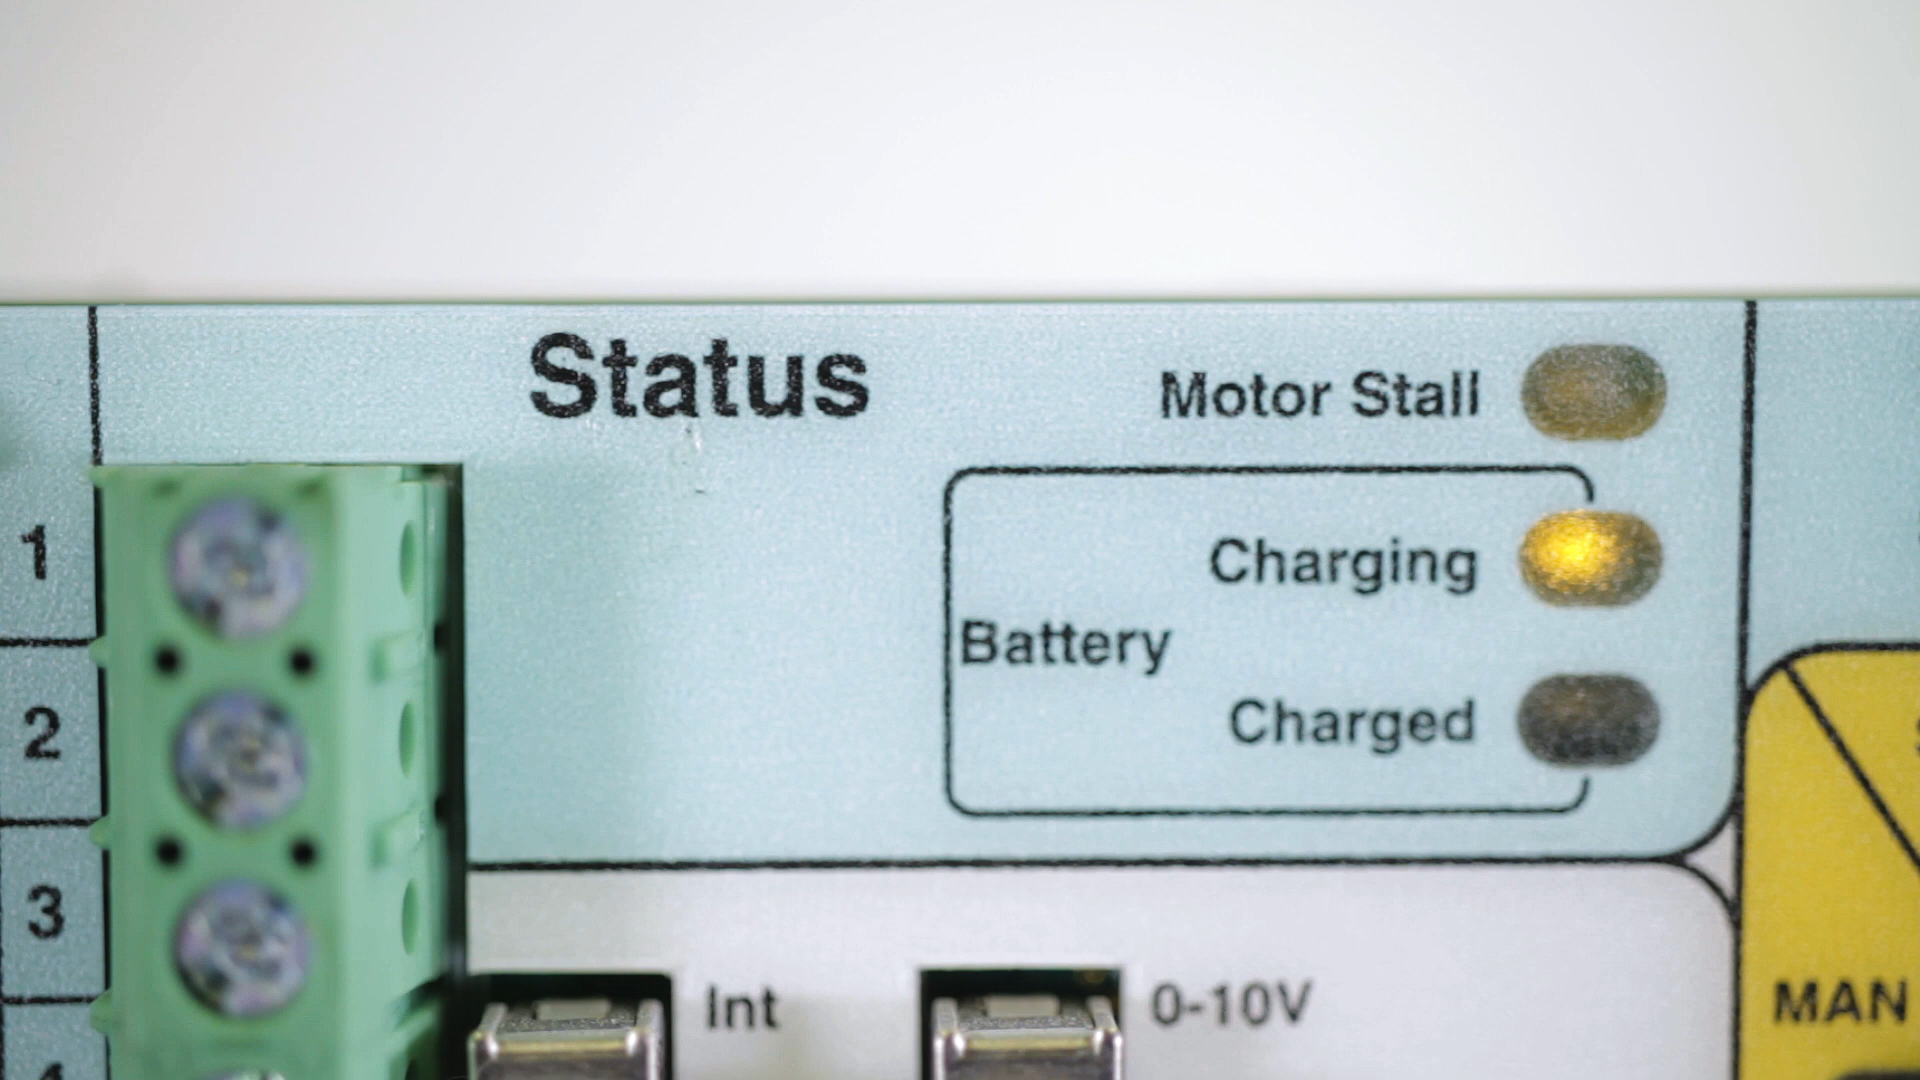 Status
Motor Stall
Charging
Battery
Charged
1
2
3
Int
0-10V
MAN